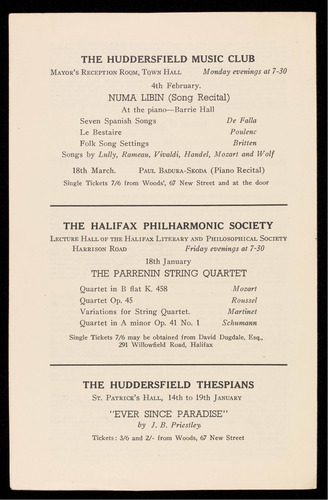 THE HUDDERSFIELD MUSIC CLUB
MAYOR'S RECEPTION ROOM, TOWN HALL Monday evenings at 7-30
4th February.
NUMA LIBIN (Song Recital)
At the piano—Barrie Hall
Seven Spanish Songs De Falla
Le Bestaire Poulenc
Folk Song Settings Britten
Songs by Lully, Rameau, Vivaldi, Handel, Mozart and Wolf
18th March. PAUL BADURA-SKODA (Piano Recital)
Single Tickets 7/6 from Woods', 67 New Street and at the door
THE HALIFAX PHILHARMONIC SOCIETY
LECTURE HALL OF THE HALIFAX LITERARY AND PHILOSOPHICAL SOCIETY
HARRISON ROAD Friday evenings at 7-30
18th January
THE PARRENIN STRING QUARTET
Quartet in B flat K. 458 Mozart
Quartet Op. 45 Roussel
Variations for String Quartet. Martinet
Quartet in A minor Op. 41 No. 1 Schumann
Single Tickets 7/6 may be obtained from David Dugdale, Esq.,
291 Willowfield Road, Halifax
THE HUDDERSFIELD THESPIANS
ST. PATRICK'S HALL, 14th to 19th JANUARY
"EVER SINCE PARADISE"
by J. B. Priestley
Tickets: 3/6 and 2/- from Woods, 67 New Street